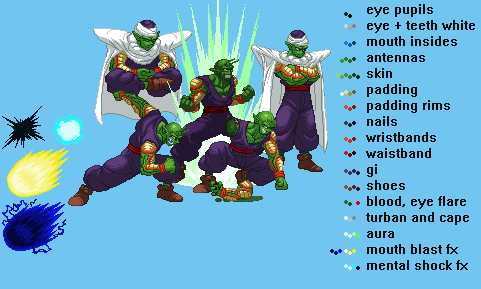 eye pupils
eye + teeth white
mouth insides
antennas
skin
padding
padding rims
nails
wristbands
waistband
gi
shoes
blood, eye flare
turban and cape
aura
mouth blast fx
mental shock fx